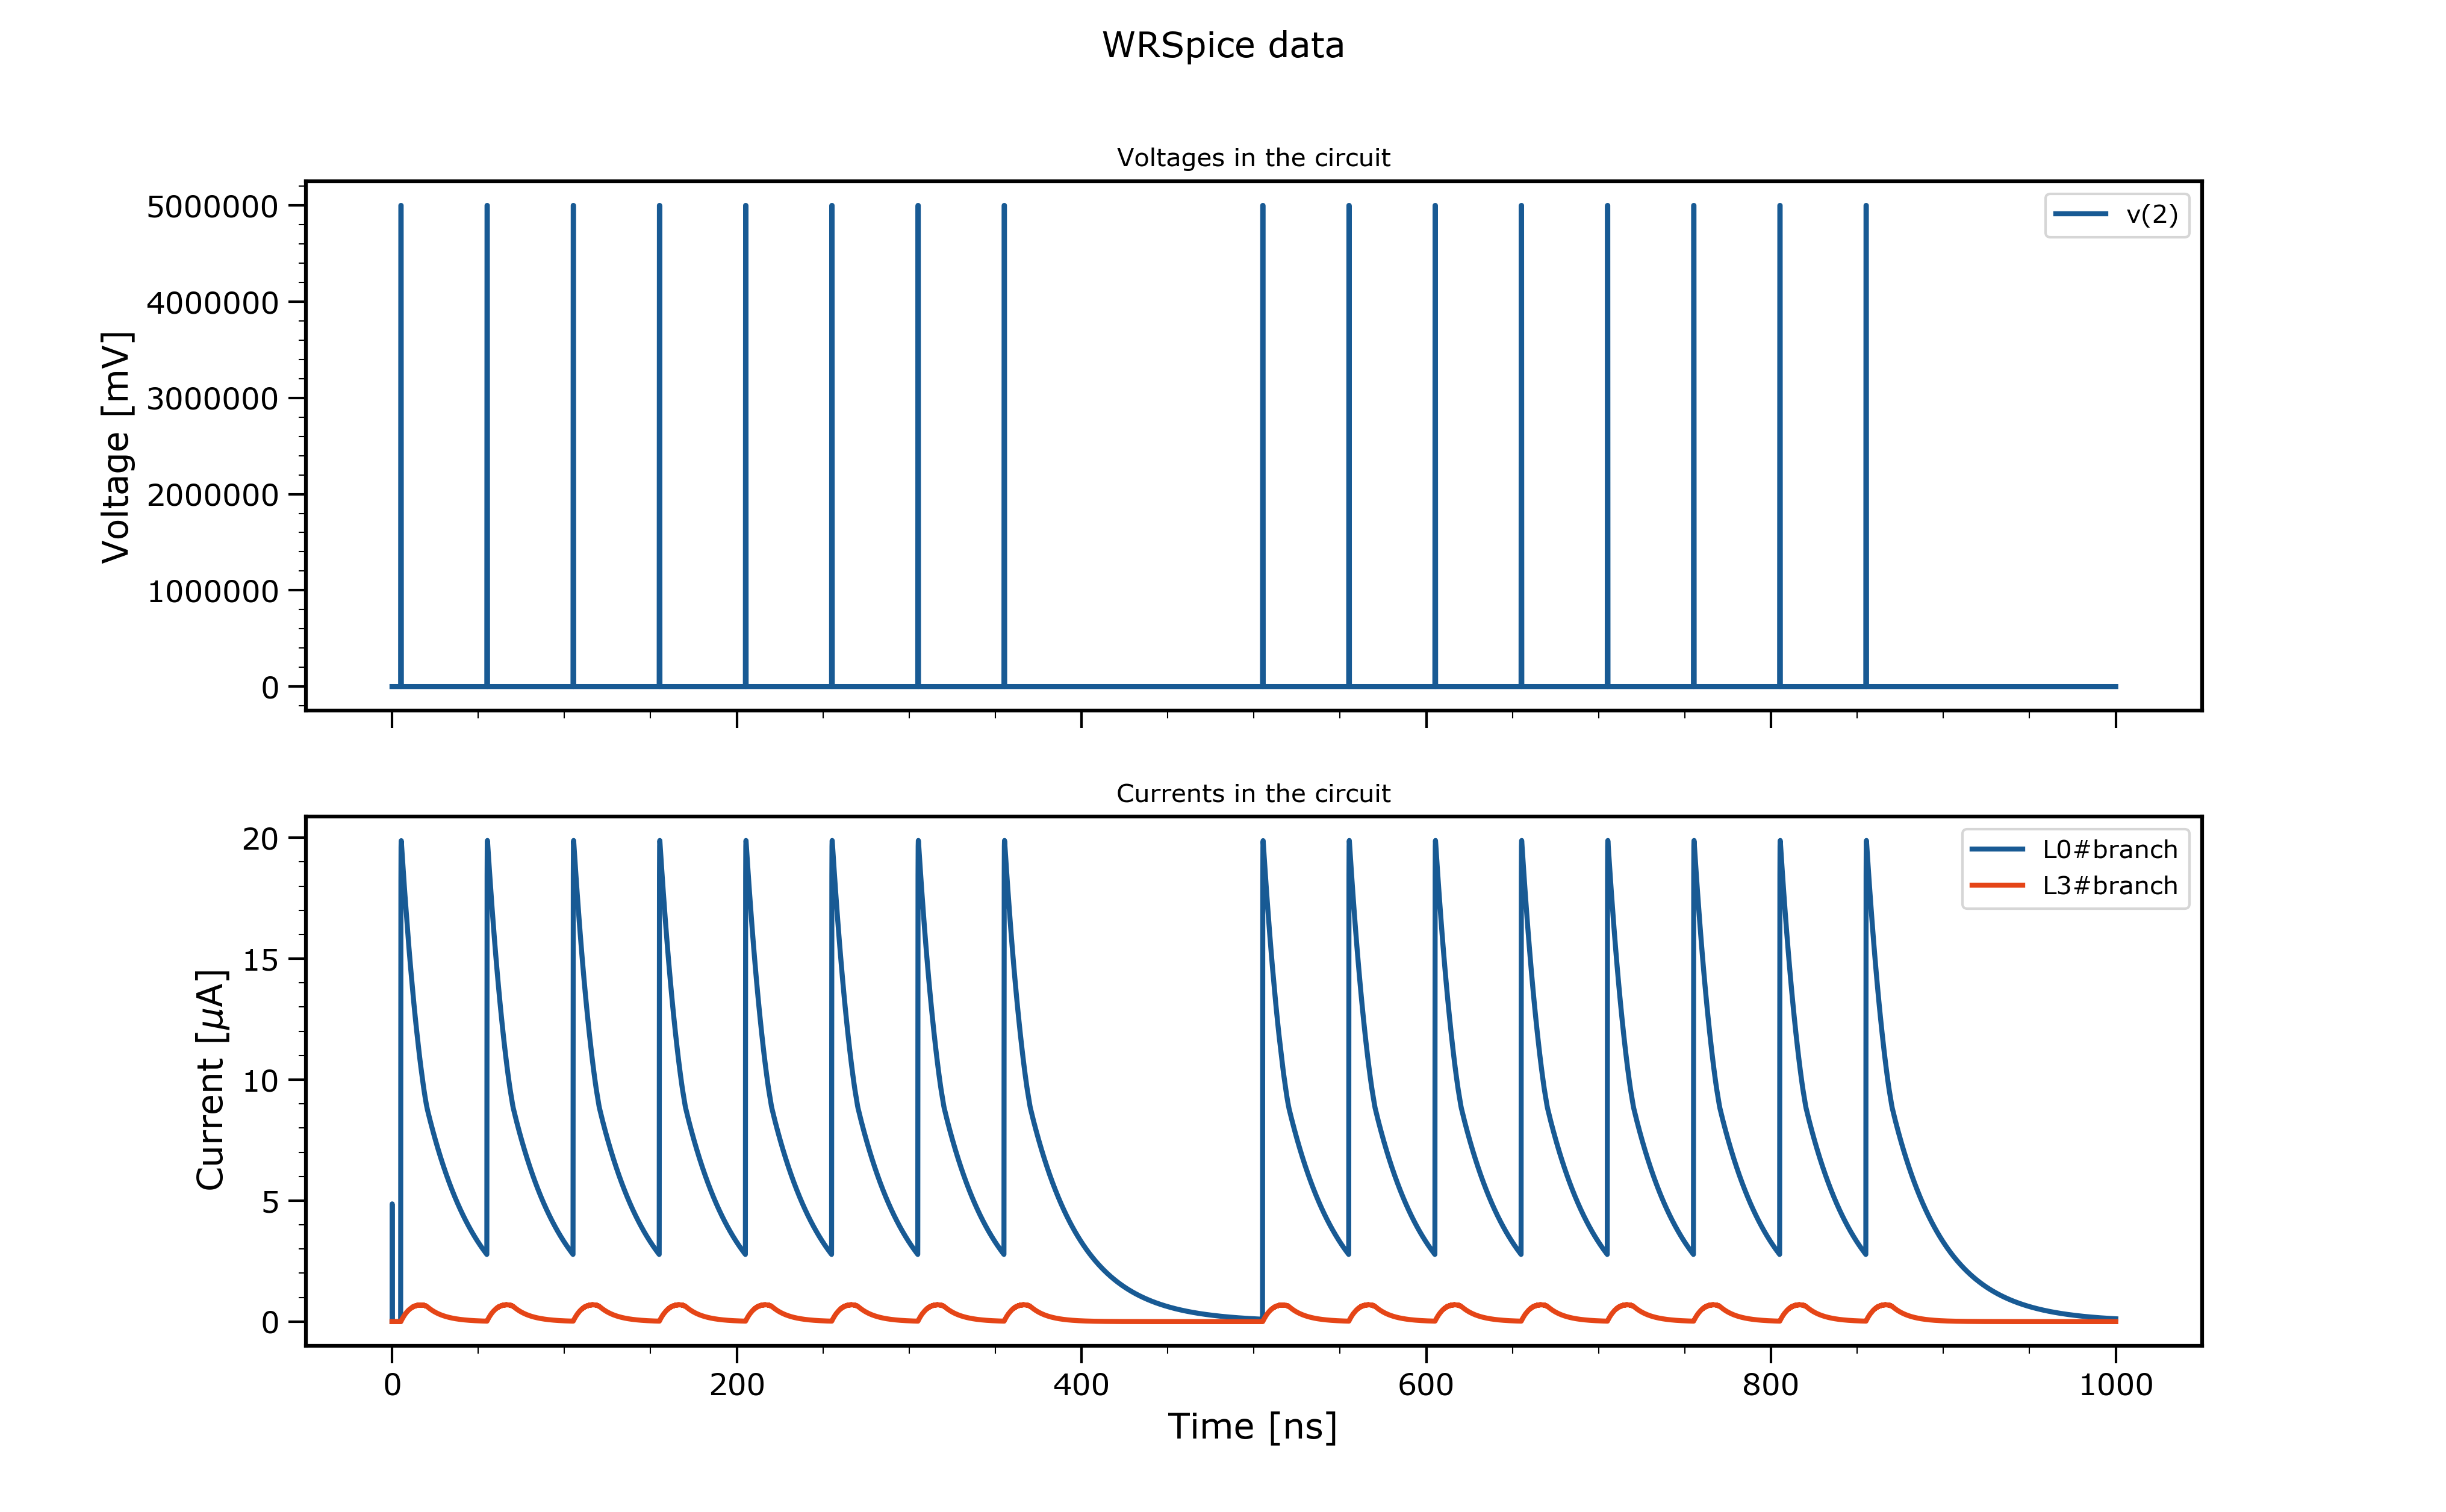 WRSpice data
Voltages in the circuit
5000000
4000000
3000000
2000000
1000000
0
Voltage [mV]
v(2)
Currents in the circuit
20
15
10
5
0
Current [μA]
L0#branch
L3#branch
0 200 400 600 800 1000
Time [ns]